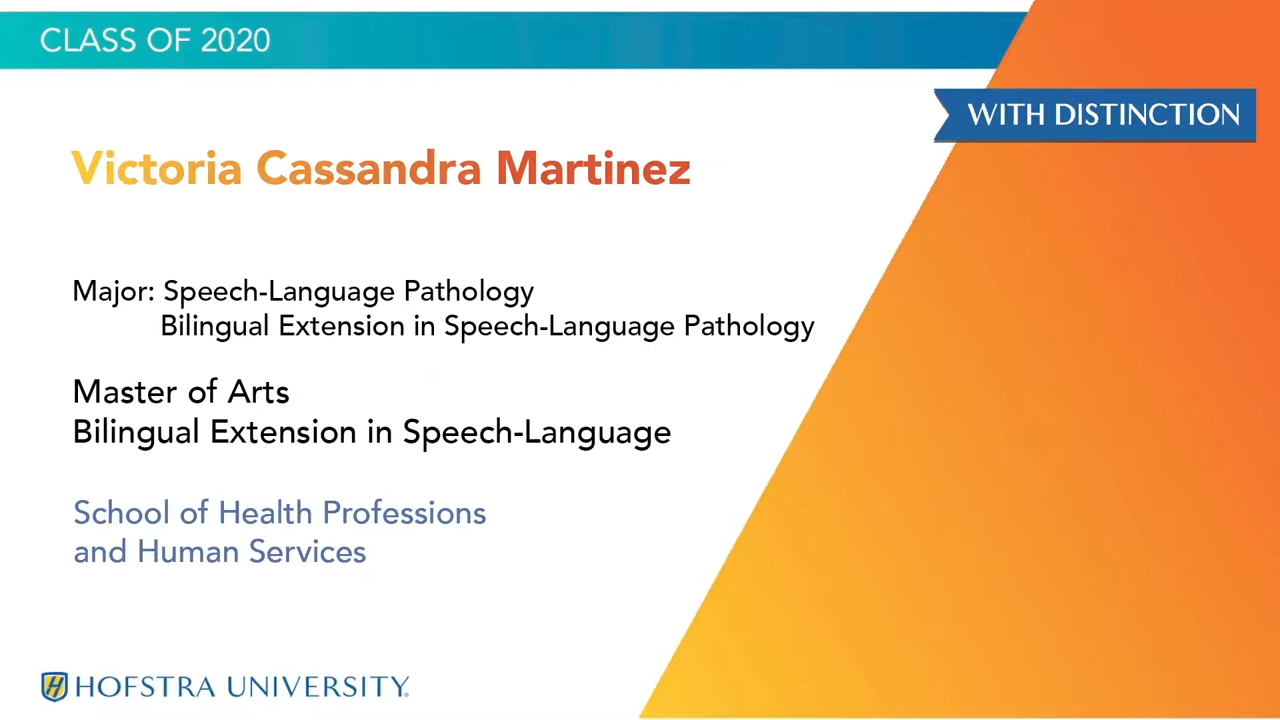 CLASS OF 2020
WITH DISTINCTION
Victoria Cassandra Martinez
Major: Speech-Language Pathology
Bilingual Extension in Speech-Language Pathology
Master of Arts
Bilingual Extension in Speech-Language
School of Health Professions
and Human Services
HOFSTRA UNIVERSITY®